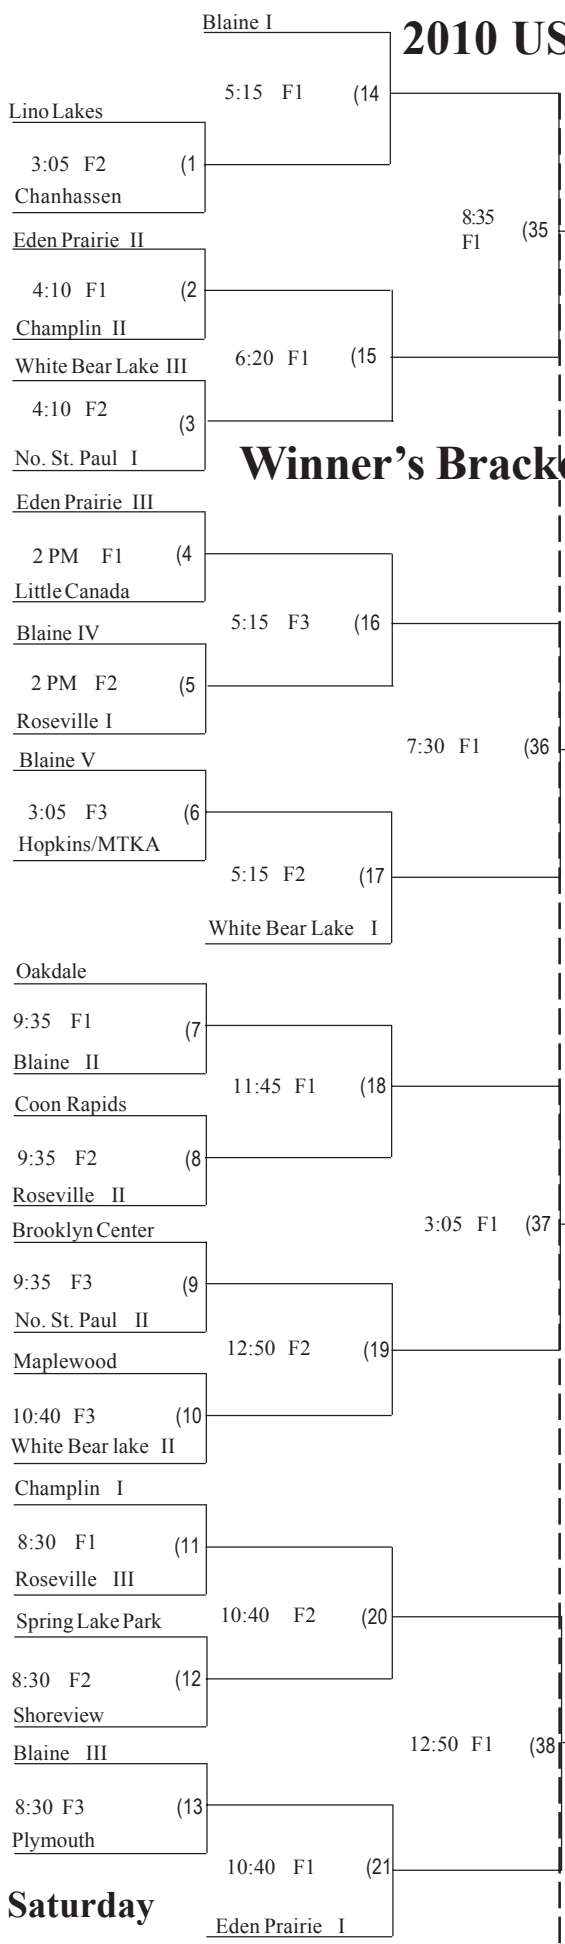 Blaine I
2010 US
5:15 F1 (14
Lino Lakes
3:05 F2 (1
Chanhassen
8:35
F1 (35
Eden Prairie II
4:10 F1 (2
Champlin II
6:20 F1 (15
White Bear Lake III
4:10 F2 (3
No. St. Paul I
Winner's Bracke
Eden Prairie III
2 PM F1 (4
Little Canada
5:15 F3 (16
Blaine IV
2 PM F2 (5
Roseville I
7:30 F1 (36
Blaine V
3:05 F3 (6
Hopkins/MTKA
5:15 F2 (17
White Bear Lake I
Oakdale
9:35 F1 (7
Blaine II
11:45 F1 (18
Coon Rapids
9:35 F2 (8
Roseville II
3:05 F1 (37
Brooklyn Center
9:35 F3 (9
No. St. Paul II
12:50 F2 (19
Maplewood
10:40 F3 (10
White Bear lake II
Champlin I
8:30 F1 (11
Roseville III
10:40 F2 (20
Spring Lake Park
8:30 F2 (12
Shoreview
12:50 F1 (38
Blaine III
8:30 F3 (13
Plymouth
10:40 F1 (21
Saturday
Eden Prairie I